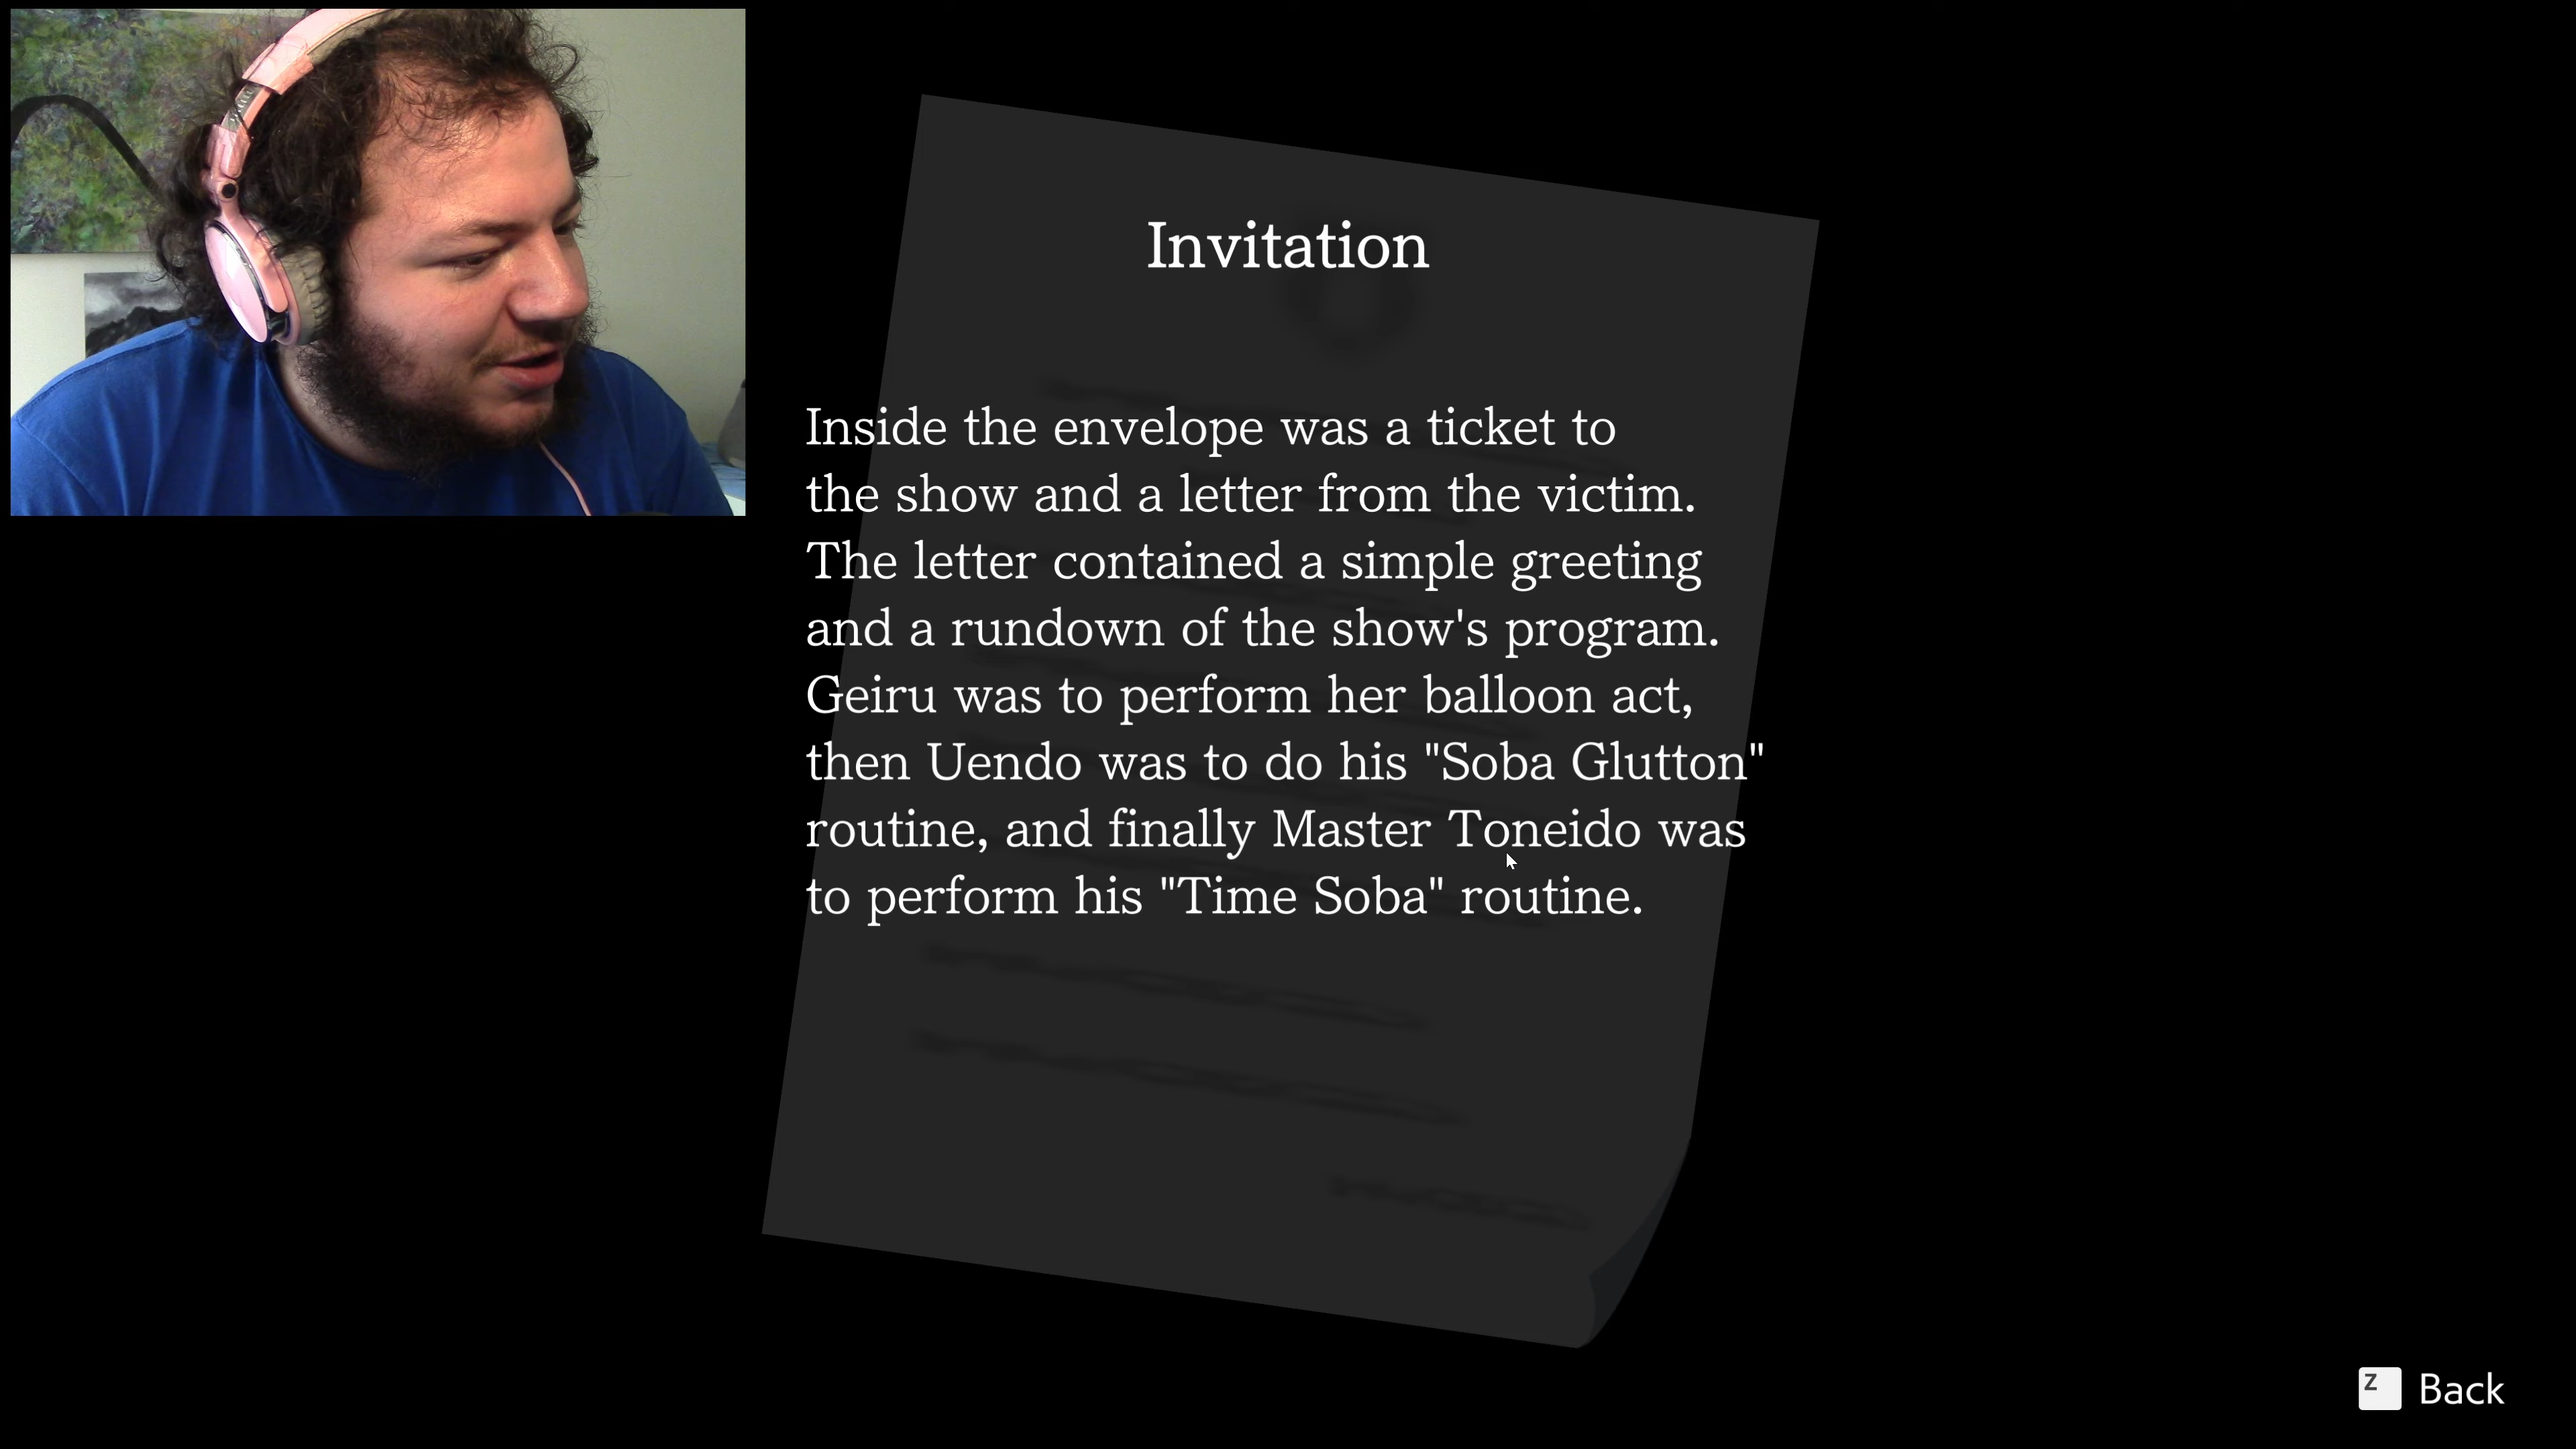 Invitation
Inside the envelope was a ticket to
the show and a letter from the victim.
The letter contained a simple greeting
and a rundown of the show's program.
Geiru was to perform her balloon act,
then Uendo was to do his "Soba Glutton"
routine, and finally Master Toneido was
to perform his "Time Soba" routine.
Z Back